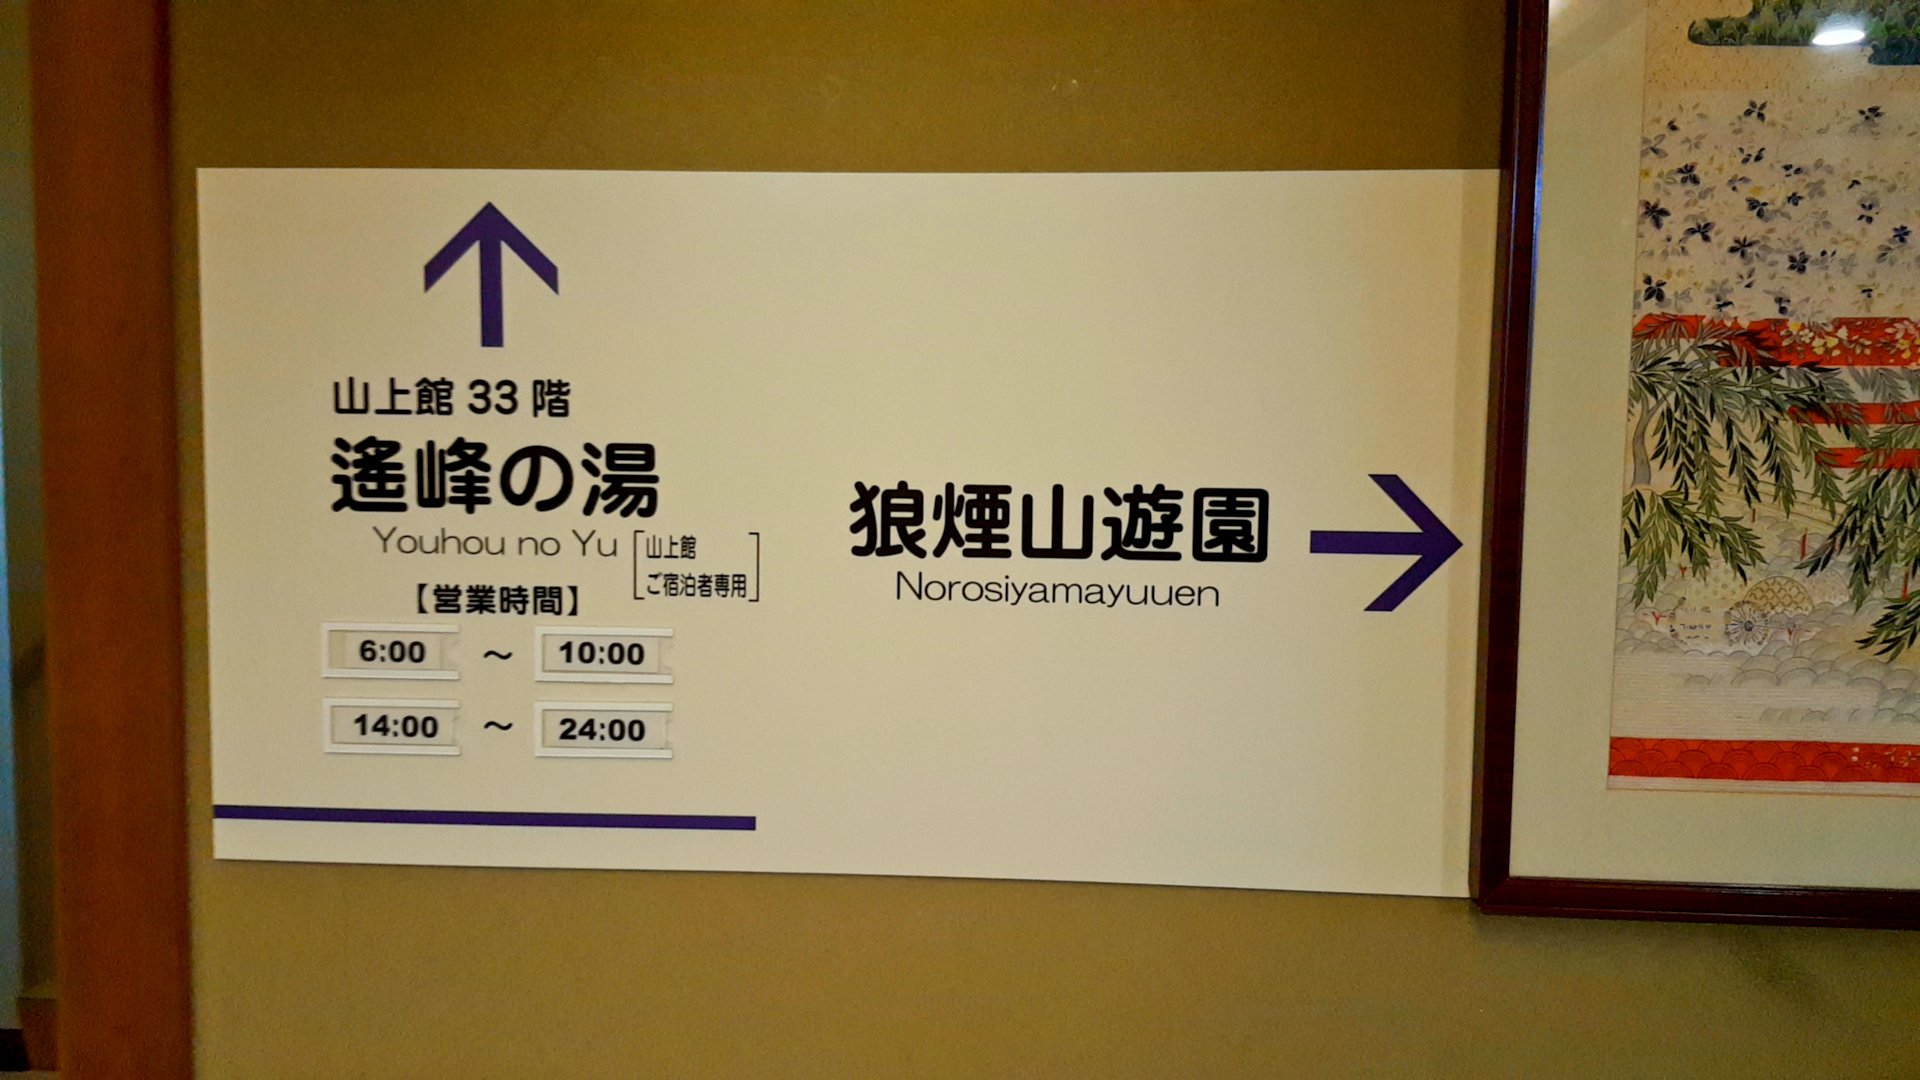 山上館 33 階
遙峰の湯
Youhou no Yu
[山上館
ご宿泊者専用]
【営業時間】
6:00 ～ 10:00
14:00 ～ 24:00
狼煙山遊園
Norosiyamayuuen